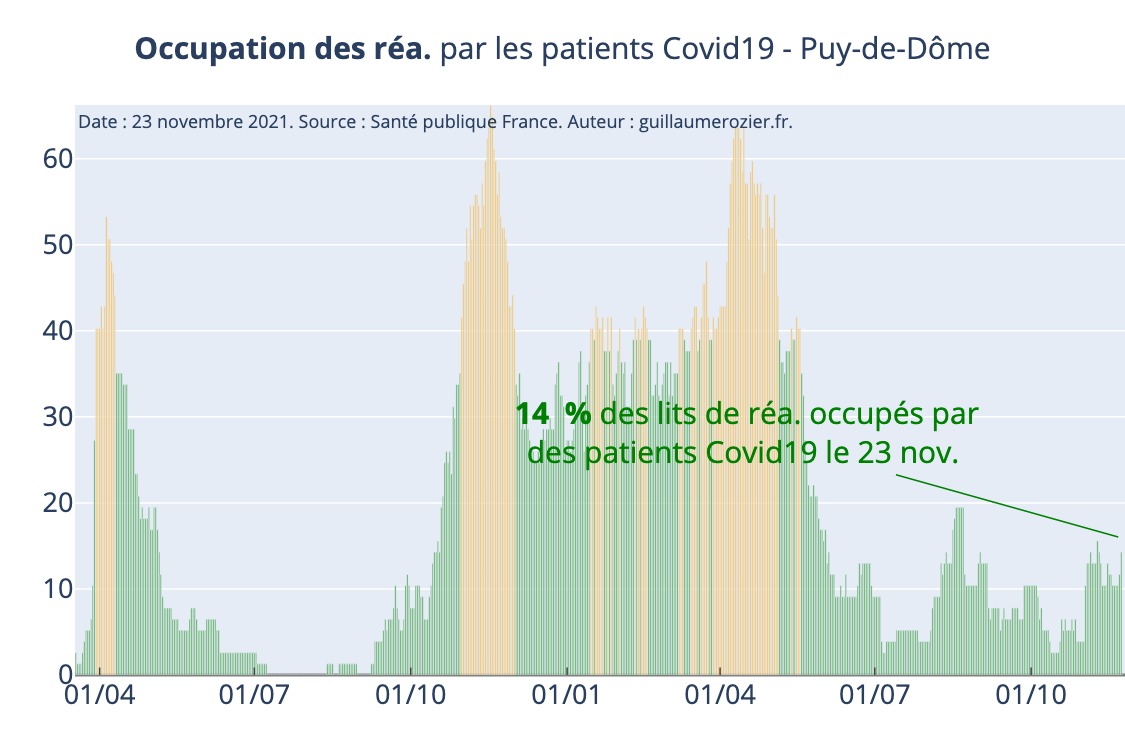 Occupation des réa. par les patients Covid19 - Puy-de-Dôme
Date : 23 novembre 2021. Source : Santé publique France. Auteur : guillaumerozier.fr.
60
50
40
30
20
10
0
14 % des lits de réa. occupés par
des patients Covid19 le 23 nov.
01/04 01/07 01/10 01/01 01/04 01/07 01/10